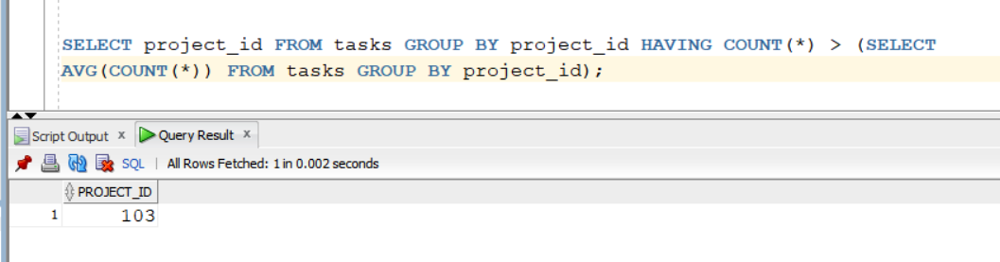 SELECT project_id FROM tasks GROUP BY project_id HAVING COUNT(*) > (SELECT
AVG(COUNT(*)) FROM tasks GROUP BY project_id);
Script Output x Query Result x
SQL | All Rows Fetched: 1 in 0.002 seconds
PROJECT_ID
1 103